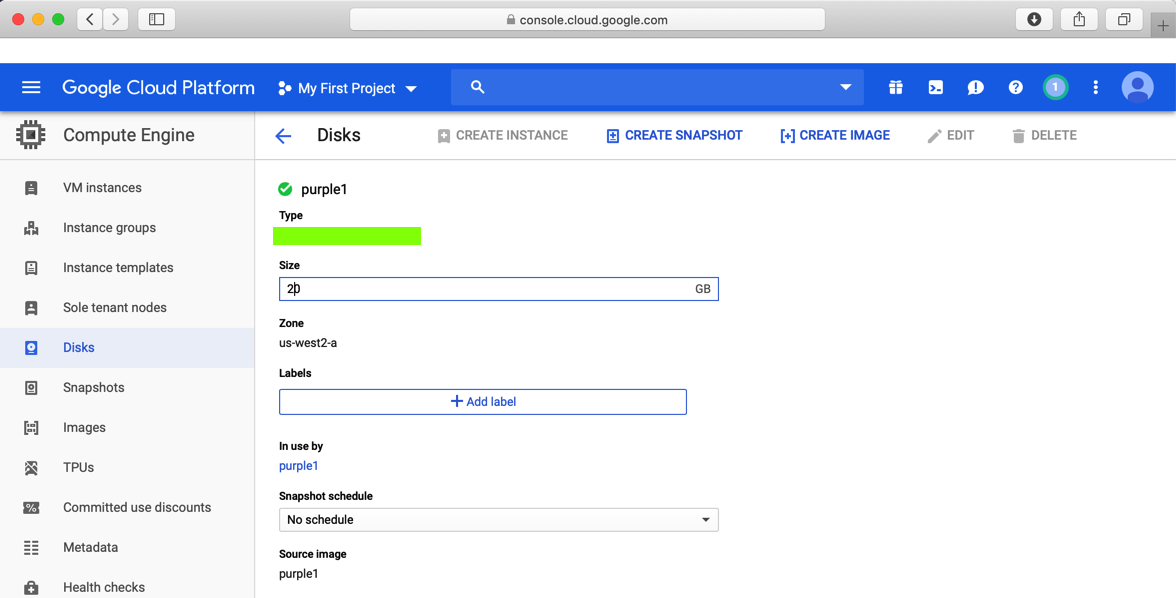 console.cloud.google.com
Google Cloud Platform
My First Project
1
Compute Engine
Disks
CREATE INSTANCE
CREATE SNAPSHOT
CREATE IMAGE
EDIT
DELETE
VM instances
Instance groups
Instance templates
Sole tenant nodes
Disks
Snapshots
Images
TPUs
Committed use discounts
Metadata
Health checks
purple1
Type
Size
20 GB
Zone
us-west2-a
Labels
+ Add label
In use by
purple1
Snapshot schedule
No schedule
Source image
purple1